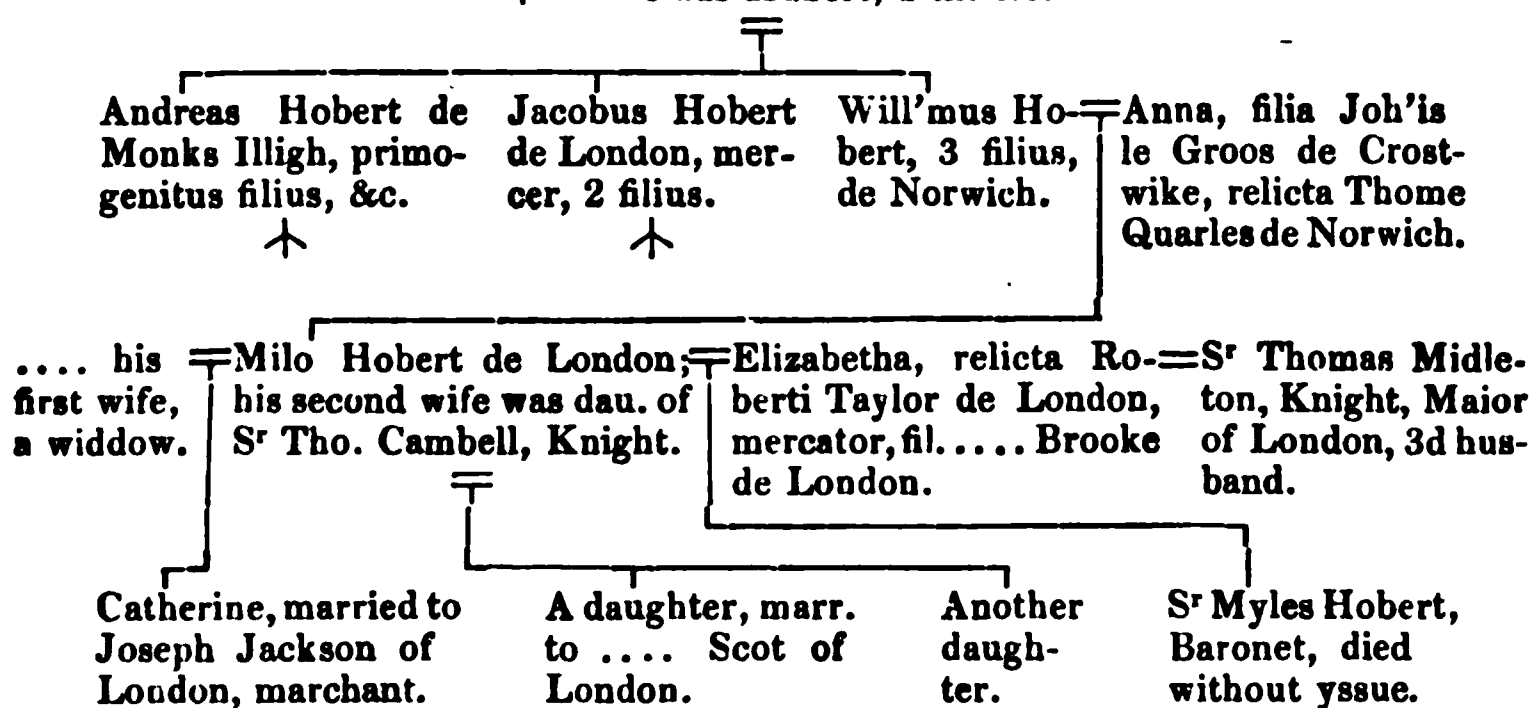 Andreas Hobert de
Monks Illigh, primo-
genitus filius, &c.
Jacobus Hobert
de London, mer-
cer, 2 filius.
Will'mus Ho-
bert, 3 filius,
de Norwich.
Anna, filia Joh'is
le Groos de Crost-
wike, relicta Thome
Quarles de Norwich.
.... his
first wife,
a widdow.
Milo Hobert de London;
his second wife was dau. of
Sʳ Tho. Cambell, Knight.
Elizabetha, relicta Ro-
berti Taylor de London,
mercator, fil..... Brooke
de London.
Sʳ Thomas Midle-
ton, Knight, Maior
of London, 3d hus-
band.
Catherine, married to
Joseph Jackson of
London, marchant.
A daughter, marr.
to .... Scot of
London.
Another
daugh-
ter.
Sʳ Myles Hobert,
Baronet, died
without yssue.